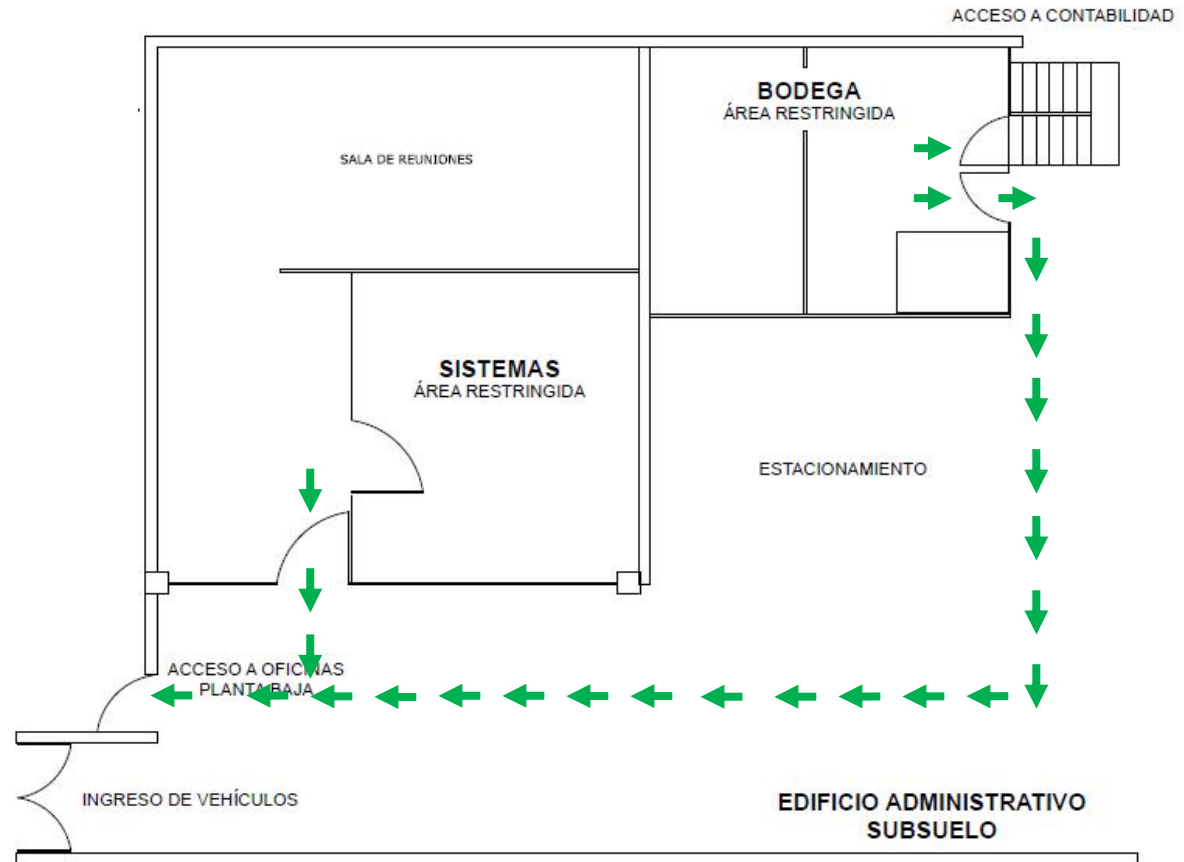 ACCESO A CONTABILIDAD
BODEGA
ÁREA RESTRINGIDA
SALA DE REUNIONES
SISTEMAS
ÁREA RESTRINGIDA
ESTACIONAMIENTO
ACCESO A OFICINAS
PLANTA BAJA
INGRESO DE VEHÍCULOS
EDIFICIO ADMINISTRATIVO
SUBSUELO